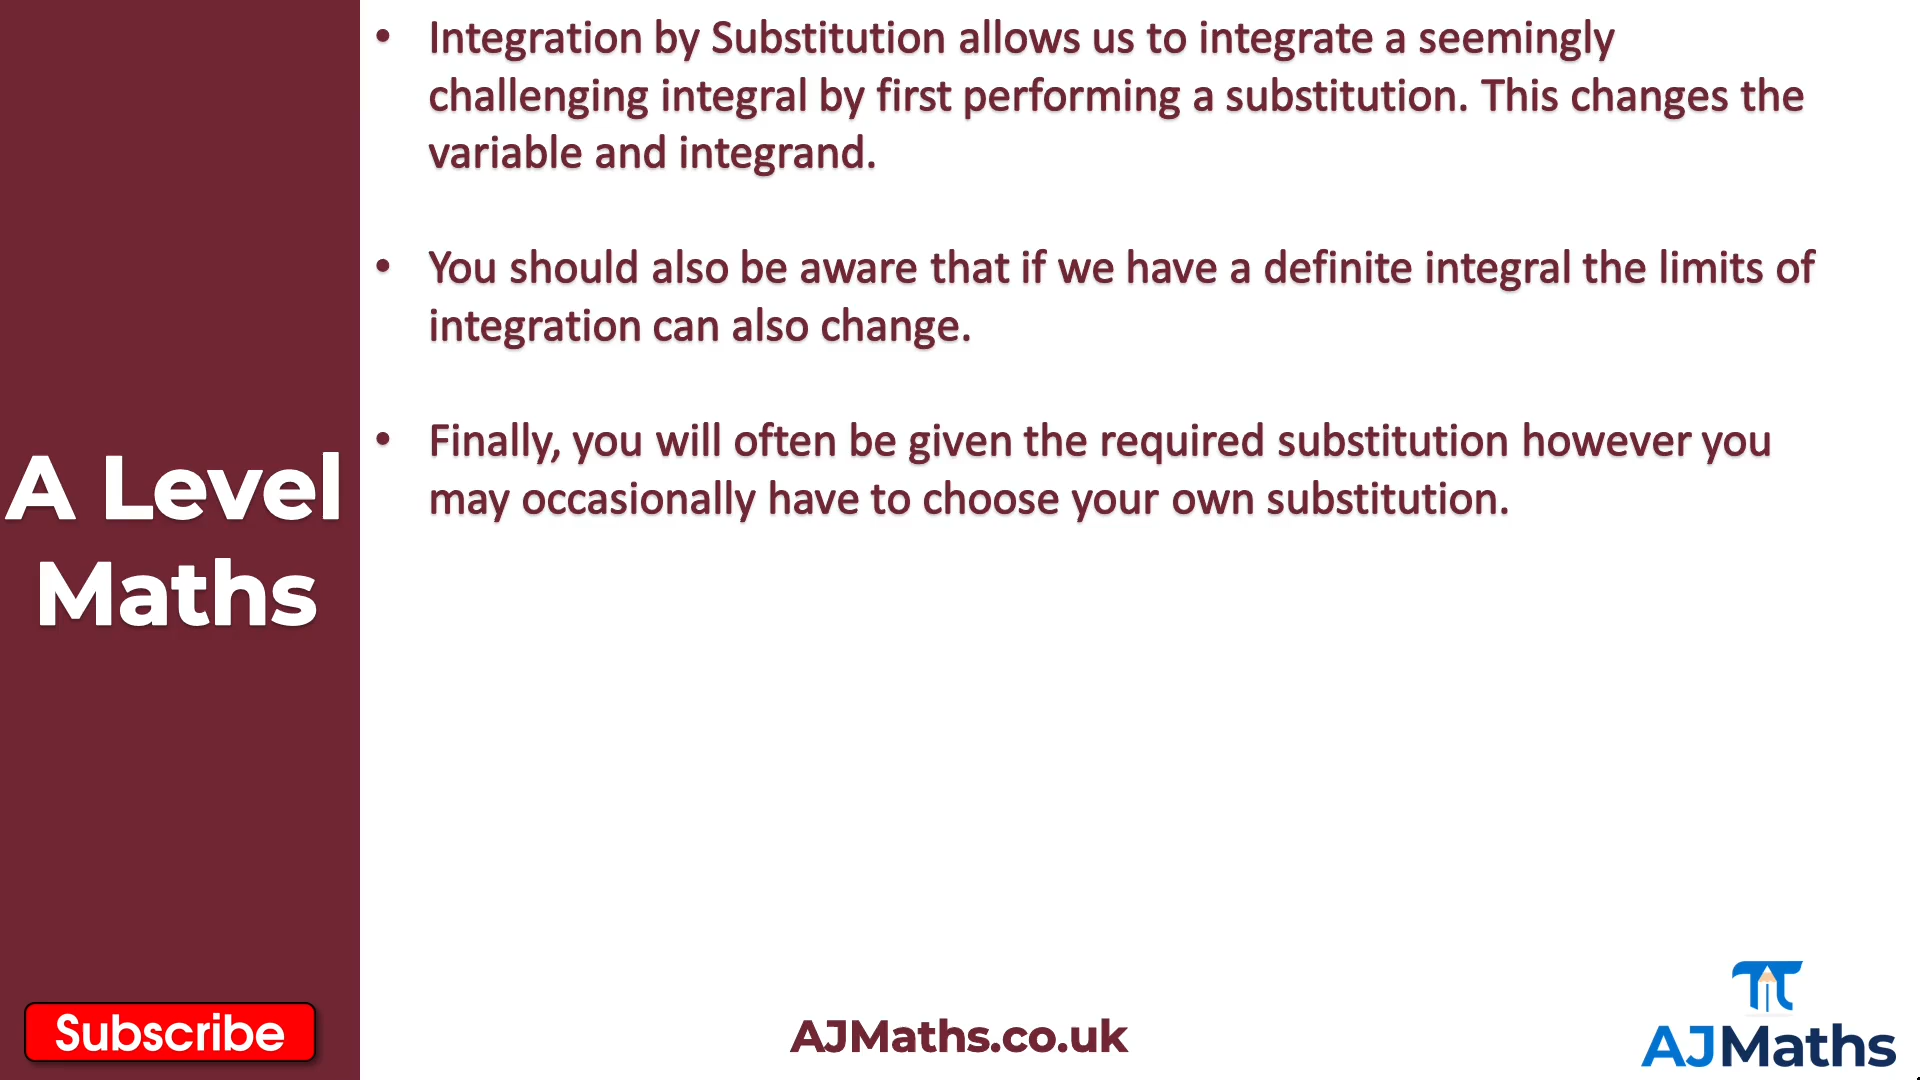 A Level
Maths
• Integration by Substitution allows us to integrate a seemingly
challenging integral by first performing a substitution. This changes the
variable and integrand.
• You should also be aware that if we have a definite integral the limits of
integration can also change.
• Finally, you will often be given the required substitution however you
may occasionally have to choose your own substitution.
Subscribe
AJMaths.co.uk
AJMaths